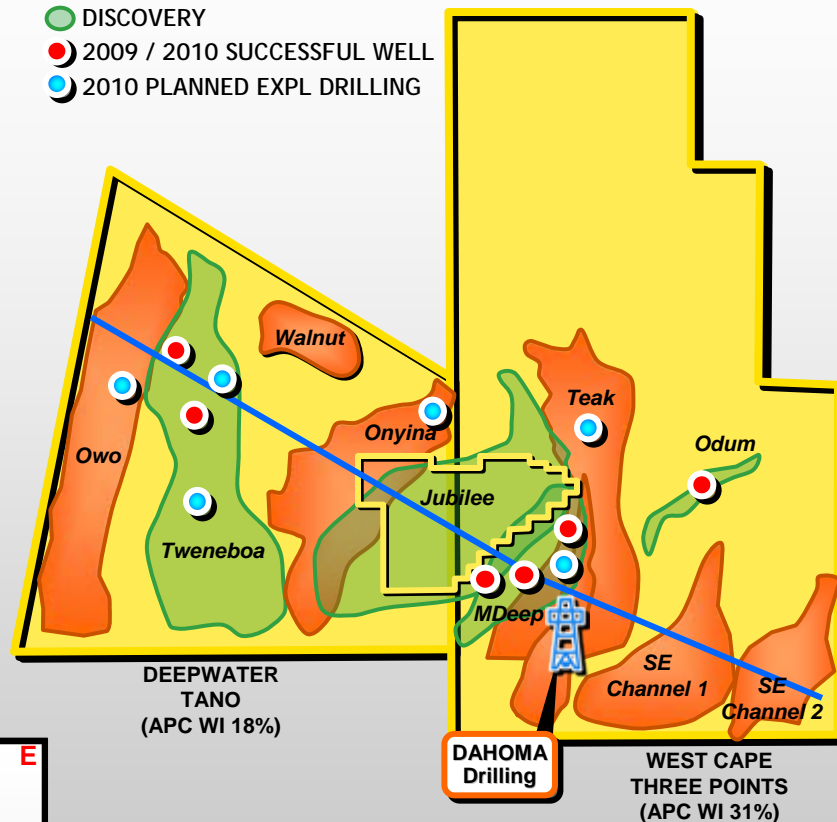 DISCOVERY
2009 / 2010 SUCCESSFUL WELL
2010 PLANNED EXPL DRILLING
Walnut
Teak
Onyina
Odum
Owo
Jubilee
Tweneboa
MDeep
SE
Channel 1
SE
Channel 2
DEEPWATER
TANO
(APC WI 18%)
DAHOMA
Drilling
WEST CAPE
THREE POINTS
(APC WI 31%)
E